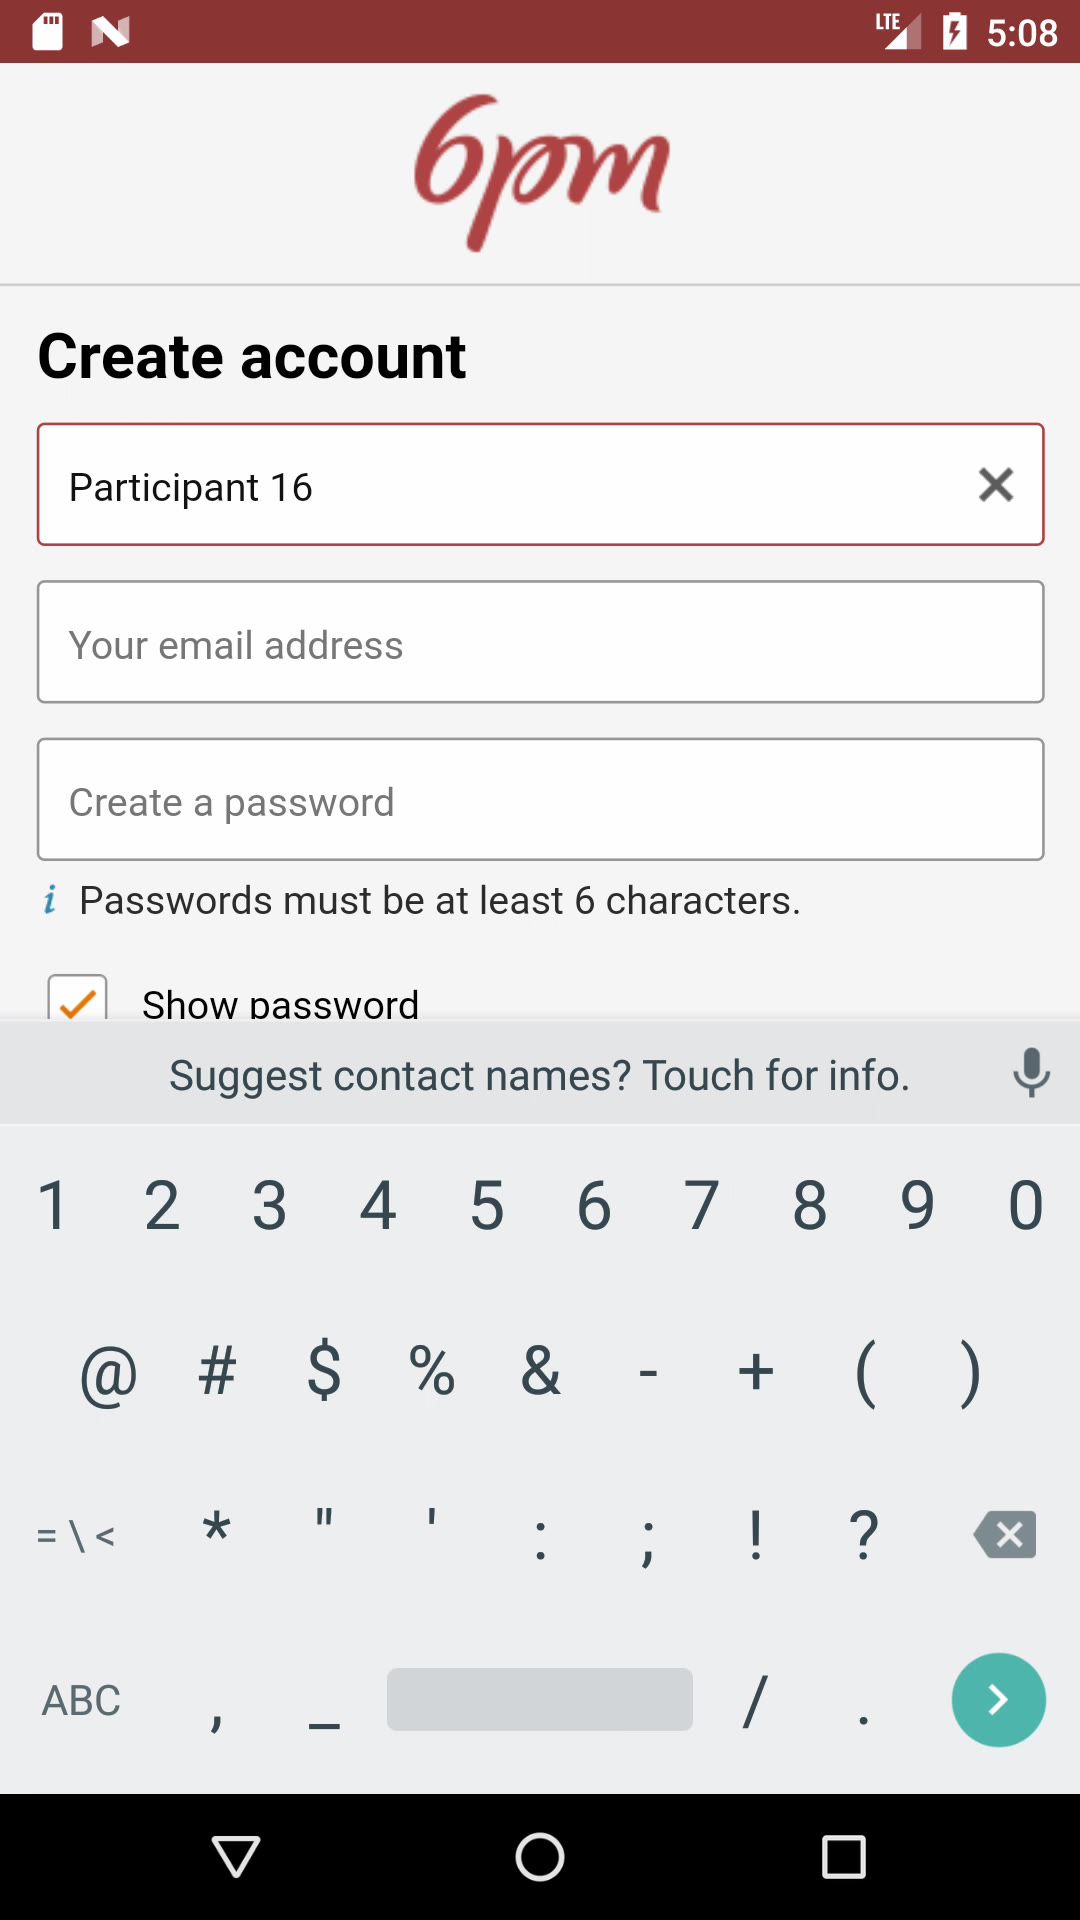 LTE 5:08
6pm
Create account
Participant 16
Your email address
Create a password
i Passwords must be at least 6 characters.
Show password
Suggest contact names? Touch for info.
1 2 3 4 5 6 7 8 9 0
@ # $ % & - + ( )
= \ < * " ' : ; ! ?
ABC , _ / .